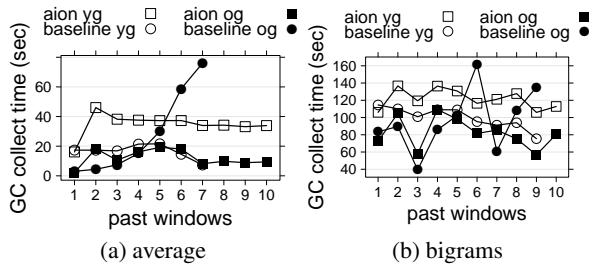 aion yg aion og
baseline yg baseline og
GC collect time (sec)
60
40
20
0
1 2 3 4 5 6 7 8 9 10
past windows
(a) average
aion yg aion og
baseline yg baseline og
GC collect time (sec)
160
140
120
100
80
60
40
1 2 3 4 5 6 7 8 9 10
past windows
(b) bigrams